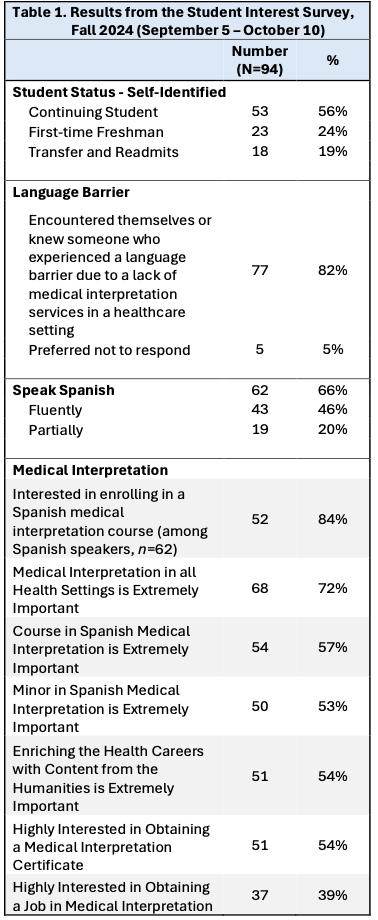 Table 1. Results from the Student Interest Survey,
Fall 2024 (September 5 – October 10)
Number
(N=94)
%
Student Status - Self-Identified
Continuing Student 53 56%
First-time Freshman 23 24%
Transfer and Readmits 18 19%
Language Barrier
Encountered themselves or
knew someone who
experienced a language
barrier due to a lack of
medical interpretation
services in a healthcare
setting
77 82%
Preferred not to respond 5 5%
Speak Spanish 62 66%
Fluently 43 46%
Partially 19 20%
Medical Interpretation
Interested in enrolling in a
Spanish medical
interpretation course (among
Spanish speakers, n=62)
52 84%
Medical Interpretation in all
Health Settings is Extremely
Important
68 72%
Course in Spanish Medical
Interpretation is Extremely
Important
54 57%
Minor in Spanish Medical
Interpretation is Extremely
Important
50 53%
Enriching the Health Careers
with Content from the
Humanities is Extremely
Important
51 54%
Highly Interested in Obtaining
a Medical Interpretation
Certificate
51 54%
Highly Interested in Obtaining
a Job in Medical Interpretation
37 39%